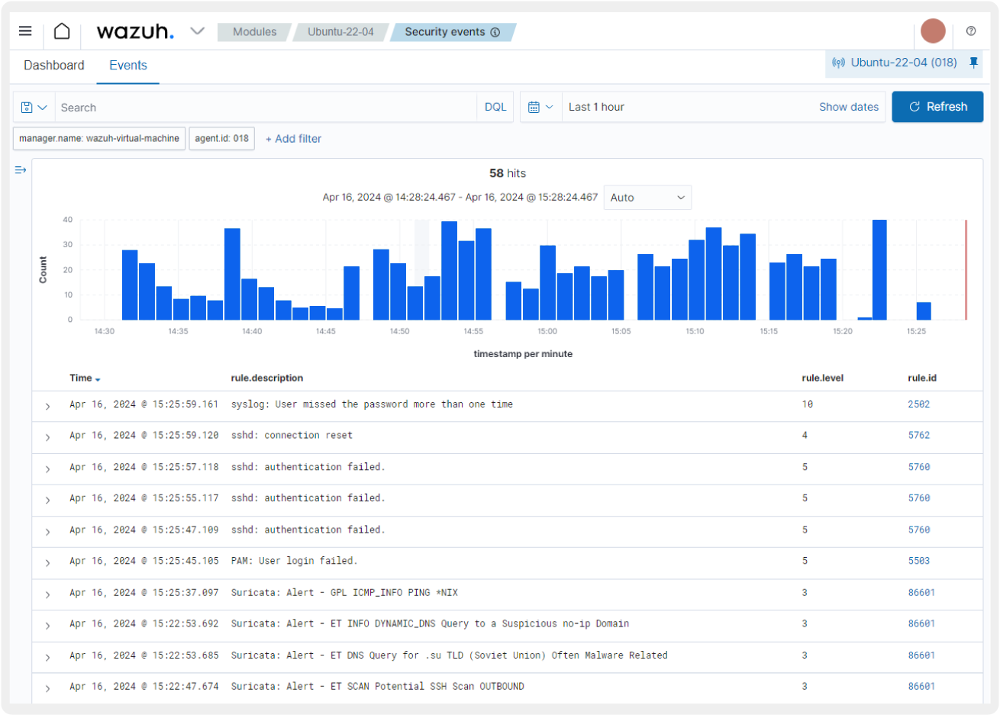 wazuh. Modules Ubuntu-22-04 Security events
Dashboard Events Ubuntu-22-04 (018)
Search DQL Last 1 hour Show dates Refresh
manager.name: wazuh-virtual-machine agent.id: 018 + Add filter
58 hits
Apr 16, 2024 @ 14:28:24.467 - Apr 16, 2024 @ 15:28:24.467 Auto
Count
40
30
20
10
0
14:30 14:35 14:40 14:45 14:50 14:55 15:00 15:05 15:10 15:15 15:20 15:25
timestamp per minute
Time rule.description rule.level rule.id
Apr 16, 2024 @ 15:25:59.161 syslog: User missed the password more than one time 10 2502
Apr 16, 2024 @ 15:25:59.120 sshd: connection reset 4 5762
Apr 16, 2024 @ 15:25:57.118 sshd: authentication failed. 5 5760
Apr 16, 2024 @ 15:25:55.117 sshd: authentication failed. 5 5760
Apr 16, 2024 @ 15:25:47.109 sshd: authentication failed. 5 5760
Apr 16, 2024 @ 15:25:45.105 PAM: User login failed. 5 5503
Apr 16, 2024 @ 15:25:37.097 Suricata: Alert - GPL ICMP_INFO PING *NIX 3 86601
Apr 16, 2024 @ 15:22:53.692 Suricata: Alert - ET INFO DYNAMIC_DNS Query to a Suspicious no-ip Domain 3 86601
Apr 16, 2024 @ 15:22:53.685 Suricata: Alert - ET DNS Query for .su TLD (Soviet Union) Often Malware Related 3 86601
Apr 16, 2024 @ 15:22:47.674 Suricata: Alert - ET SCAN Potential SSH Scan OUTBOUND 3 86601